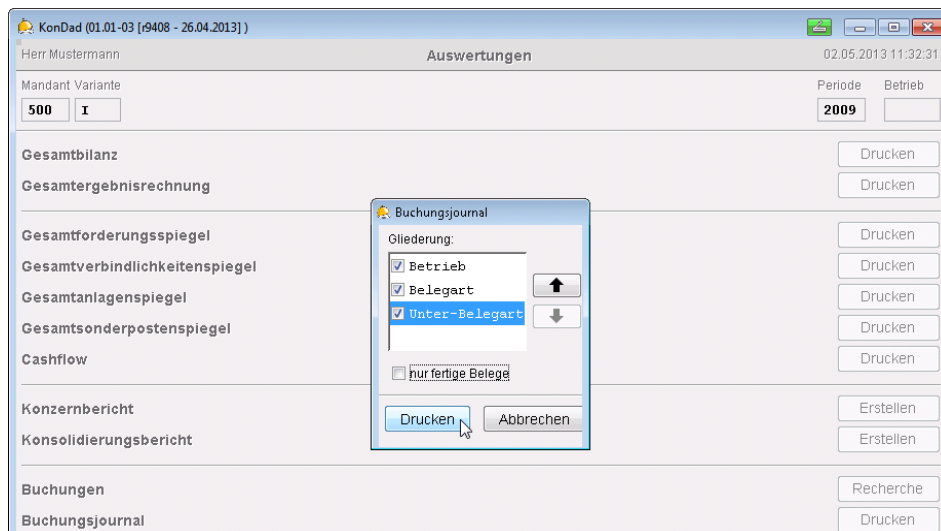 KonDad (01.01-03 [r9408 - 26.04.2013] )
Herr Mustermann Auswertungen 02.05.2013 11:32:31
Mandant Variante Periode Betrieb
500 I 2009
Gesamtbilanz Drucken
Gesamtergebnisrechnung Drucken
Buchungsjournal
Gliederung:
Betrieb
Belegart
Unter-Belegart
nur fertige Belege
Drucken Abbrechen
Gesamtforderungsspiegel Drucken
Gesamtverbindlichkeitenspiegel Drucken
Gesamtanlagenspiegel Drucken
Gesamtsonderpostenspiegel Drucken
Cashflow Drucken
Konzernbericht Erstellen
Konsolidierungsbericht Erstellen
Buchungen Recherche
Buchungsjournal Drucken